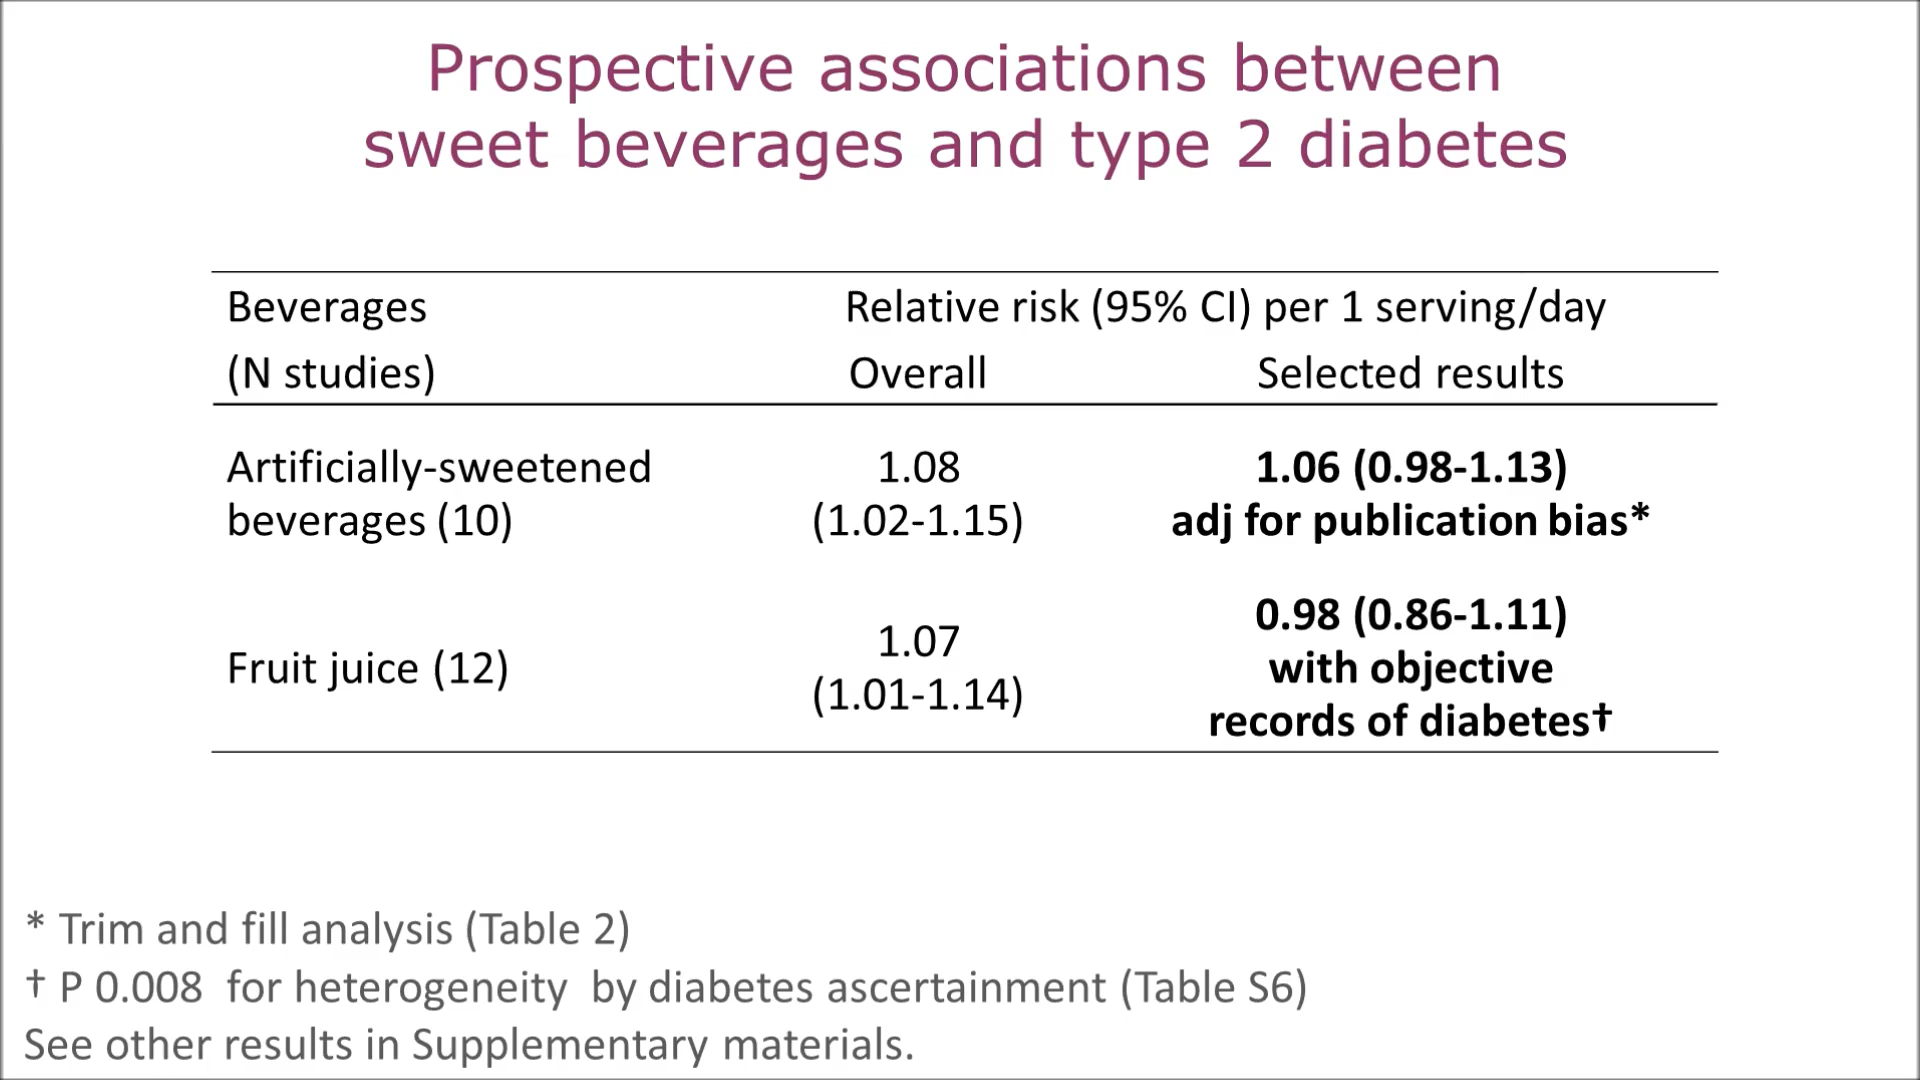 Prospective associations between
sweet beverages and type 2 diabetes
Beverages
(N studies)
Relative risk (95% CI) per 1 serving/day
Overall
Selected results
Artificially-sweetened
beverages (10)
1.08
(1.02-1.15)
1.06 (0.98-1.13)
adj for publication bias*
Fruit juice (12)
1.07
(1.01-1.14)
0.98 (0.86-1.11)
with objective
records of diabetes†
* Trim and fill analysis (Table 2)
† P 0.008 for heterogeneity by diabetes ascertainment (Table S6)
See other results in Supplementary materials.